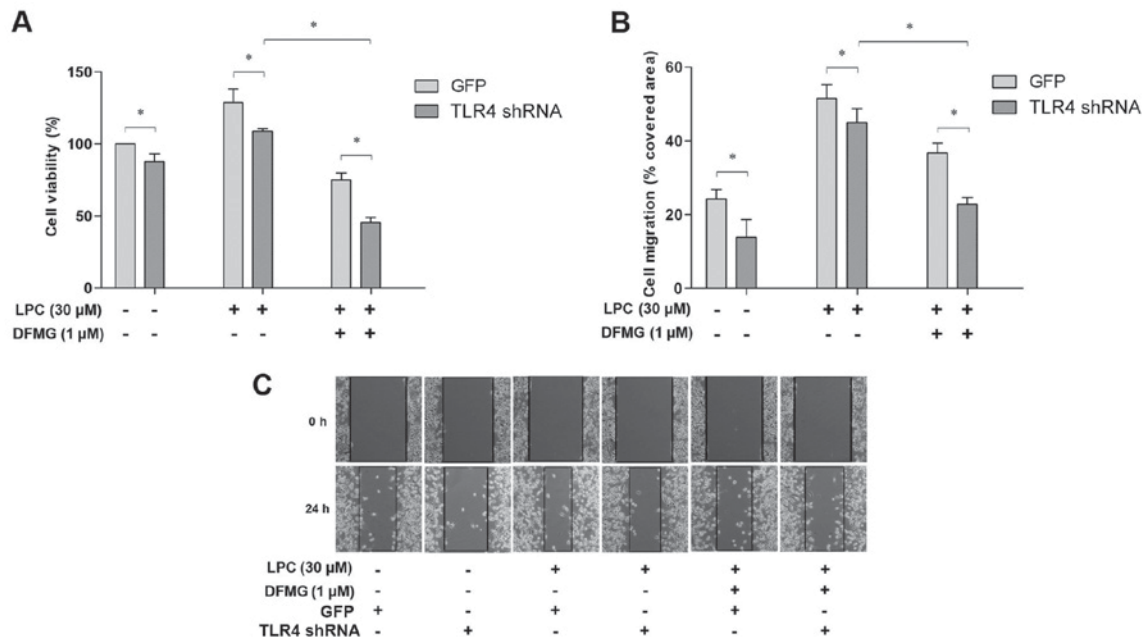 A
*
*
*
*
150
100
50
0
Cell viability (%)
GFP
TLR4 shRNA
LPC (30 μM) - - + + + +
DFMG (1 μM) - - - - + +
B
*
*
*
*
60
40
20
0
Cell migration (% covered area)
GFP
TLR4 shRNA
LPC (30 μM) - - + + + +
DFMG (1 μM) - - - - + +
C
0 h
24 h
LPC (30 μM) - - + + + +
DFMG (1 μM) - - - - + +
GFP + - + - + -
TLR4 shRNA - + - + - +